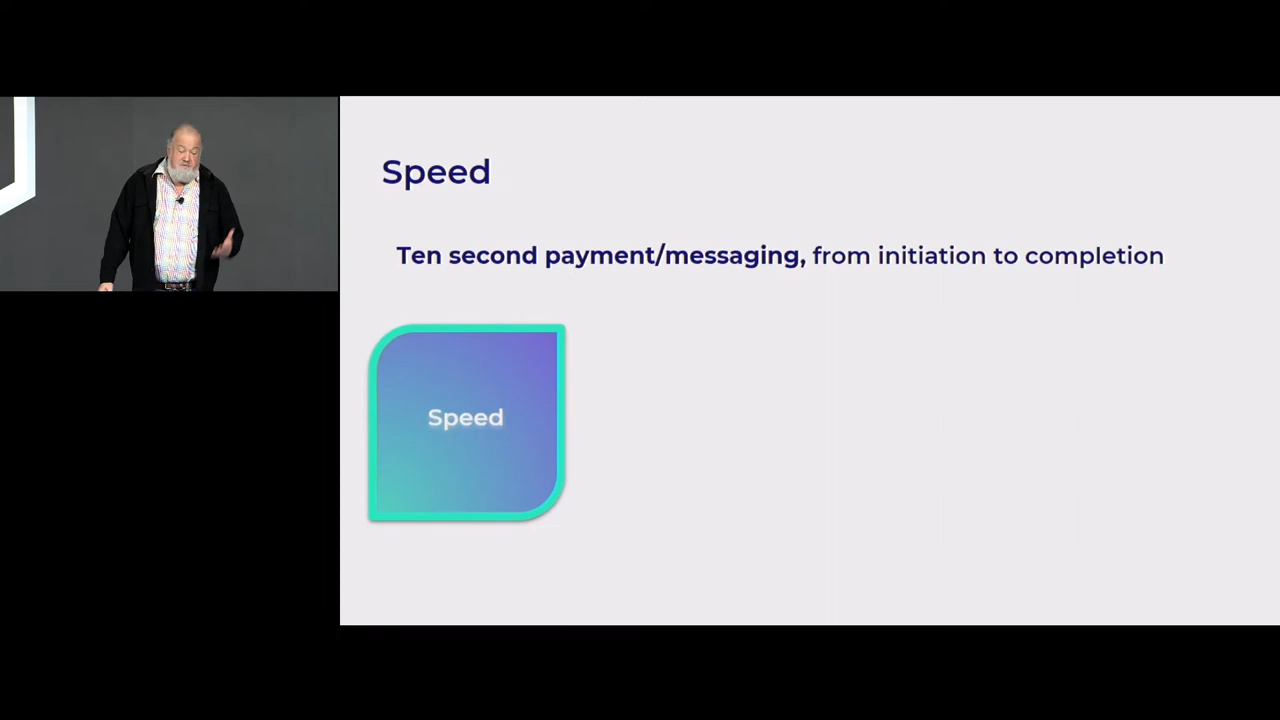 Speed
Ten second payment/messaging, from initiation to completion
Speed